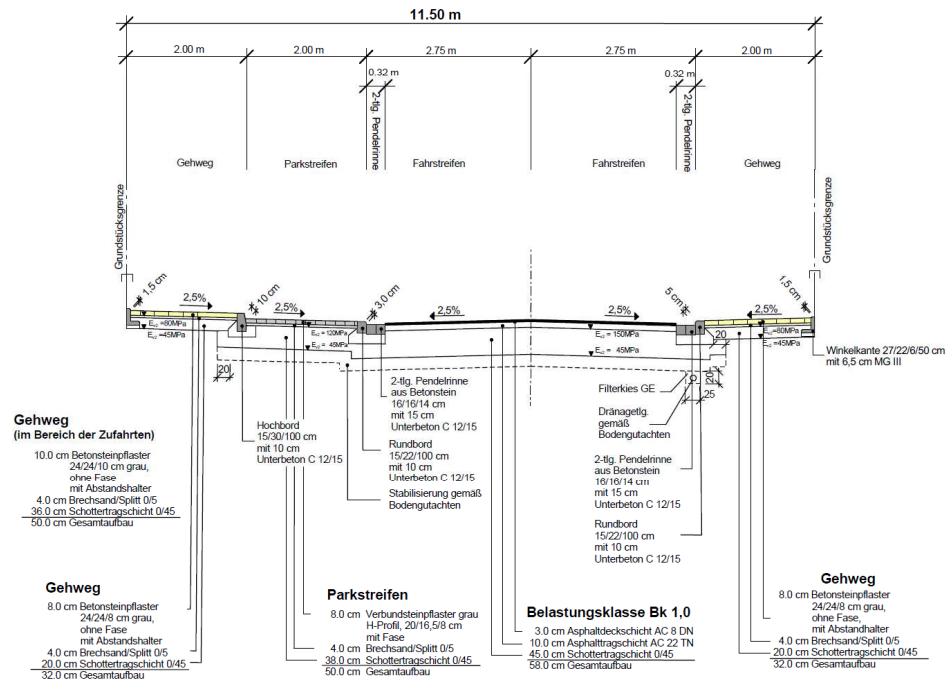 11.50 m
2.00 m
2.00 m
2.75 m
2.75 m
2.00 m
0.32 m
0.32 m
2-tlg. Pendelrinne
2-tlg. Pendelrinne
Gehweg
Parkstreifen
Fahrstreifen
Fahrstreifen
Gehweg
Grundstücksgrenze
Grundstücksgrenze
1,5 cm
2,5%
10 cm
2,5%
3,0 cm
2,5%
2,5%
5 cm
2,5%
1,5 cm
Ev2 =80MPa
Ev2 =45MPa
Ev2 = 120MPa
Ev2 = 45MPa
Ev2 = 150MPa
Ev2 = 45MPa
Ev2 =80MPa
Ev2 =45MPa
20
20
20
25
Winkelkante 27/22/6/50 cm
mit 6,5 cm MG III
Filterkies GE
Dränagetlg.
gemäß
Bodengutachten
2-tlg. Pendelrinne
aus Betonstein
16/16/14 cm
mit 15 cm
Unterbeton C 12/15
Hochbord
15/30/100 cm
mit 10 cm
Unterbeton C 12/15
Rundbord
15/22/100 cm
mit 10 cm
Unterbeton C 12/15
Stabilisierung gemäß
Bodengutachten
2-tlg. Pendelrinne
aus Betonstein
16/16/14 cm
mit 15 cm
Unterbeton C 12/15
Rundbord
15/22/100 cm
mit 10 cm
Unterbeton C 12/15
Gehweg
(im Bereich der Zufahrten)
10.0 cm Betonsteinpflaster
24/24/10 cm grau,
ohne Fase
mit Abstandshalter
4.0 cm Brechsand/Splitt 0/5
36.0 cm Schottertragschicht 0/45
50.0 cm Gesamtaufbau
Gehweg
8.0 cm Betonsteinpflaster
24/24/8 cm grau,
ohne Fase
mit Abstandshalter
4.0 cm Brechsand/Splitt 0/5
20.0 cm Schottertragschicht 0/45
32.0 cm Gesamtaufbau
Parkstreifen
8.0 cm Verbundsteinpflaster grau
H-Profil, 20/16,5/8 cm
mit Fase
4.0 cm Brechsand/Splitt 0/5
38.0 cm Schottertragschicht 0/45
50.0 cm Gesamtaufbau
Belastungsklasse Bk 1,0
3.0 cm Asphaltdeckschicht AC 8 DN
10.0 cm Asphalttragschicht AC 22 TN
45.0 cm Schottertragschicht 0/45
58.0 cm Gesamtaufbau
Gehweg
8.0 cm Betonsteinpflaster
24/24/8 cm grau,
ohne Fase,
mit Abstandhalter
4.0 cm Brechsand/Splitt 0/5
20.0 cm Schottertragschicht 0/45
32.0 cm Gesamtaufbau